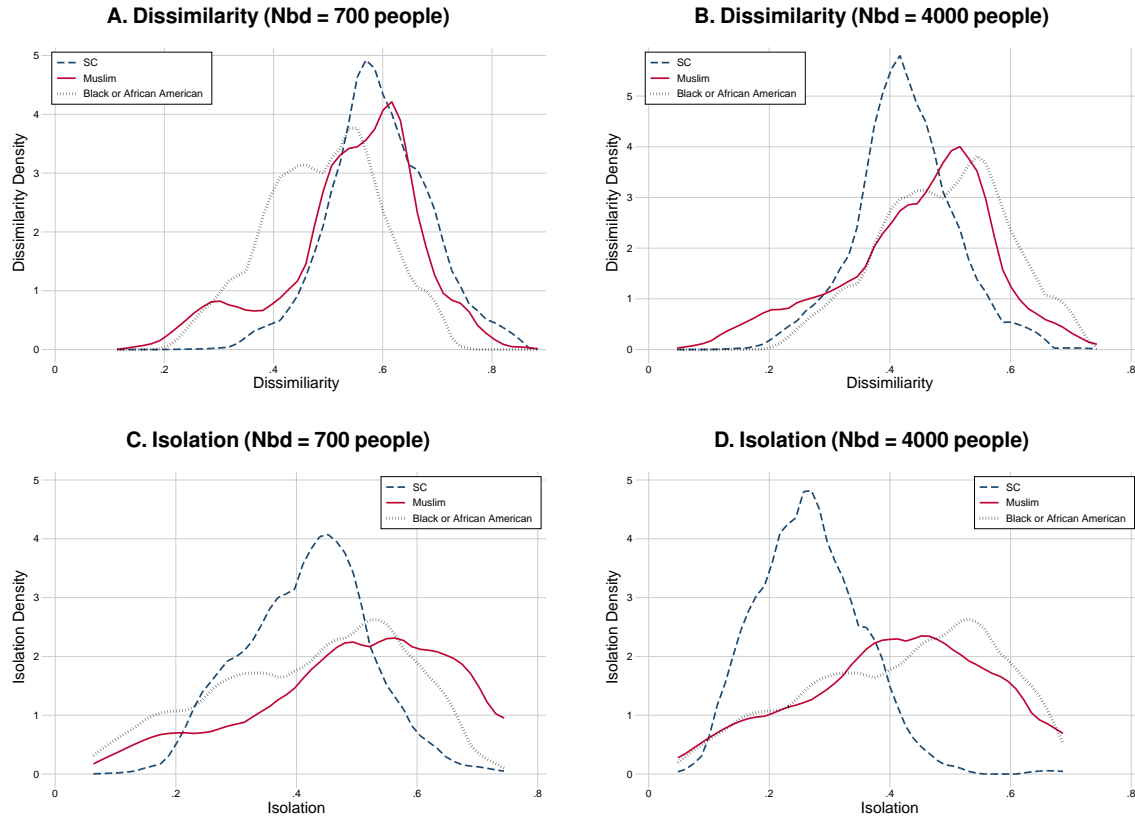 A. Dissimilarity (Nbd = 700 people)
5
4
3
2
1
0
Dissimilarity Density
SC
Muslim
Black or African American
0
.2
.4
.6
.8
Dissimiliarity
B. Dissimilarity (Nbd = 4000 people)
5
4
3
2
1
0
Dissimilarity Density
SC
Muslim
Black or African American
0
.2
.4
.6
.8
Dissimiliarity
C. Isolation (Nbd = 700 people)
5
4
3
2
1
0
Isolation Density
SC
Muslim
Black or African American
0
.2
.4
.6
.8
Isolation
D. Isolation (Nbd = 4000 people)
5
4
3
2
1
0
Isolation Density
SC
Muslim
Black or African American
0
.2
.4
.6
.8
Isolation